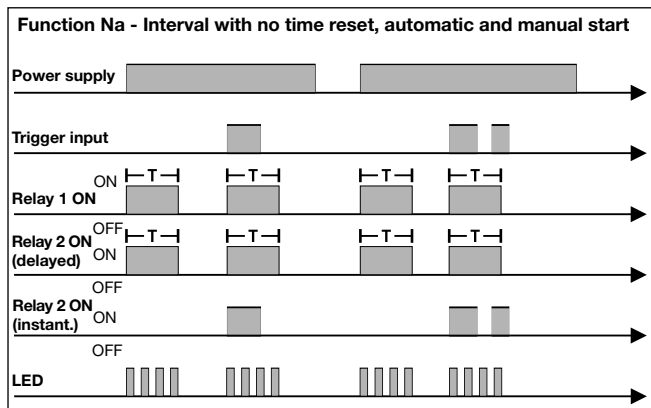 Function Na - Interval with no time reset, automatic and manual start
Power supply
Trigger input
ON
T T T T
Relay 1 ON
OFF
T T T T
Relay 2 ON
(delayed)
ON
OFF
Relay 2 ON
(instant.)
ON
OFF
LED